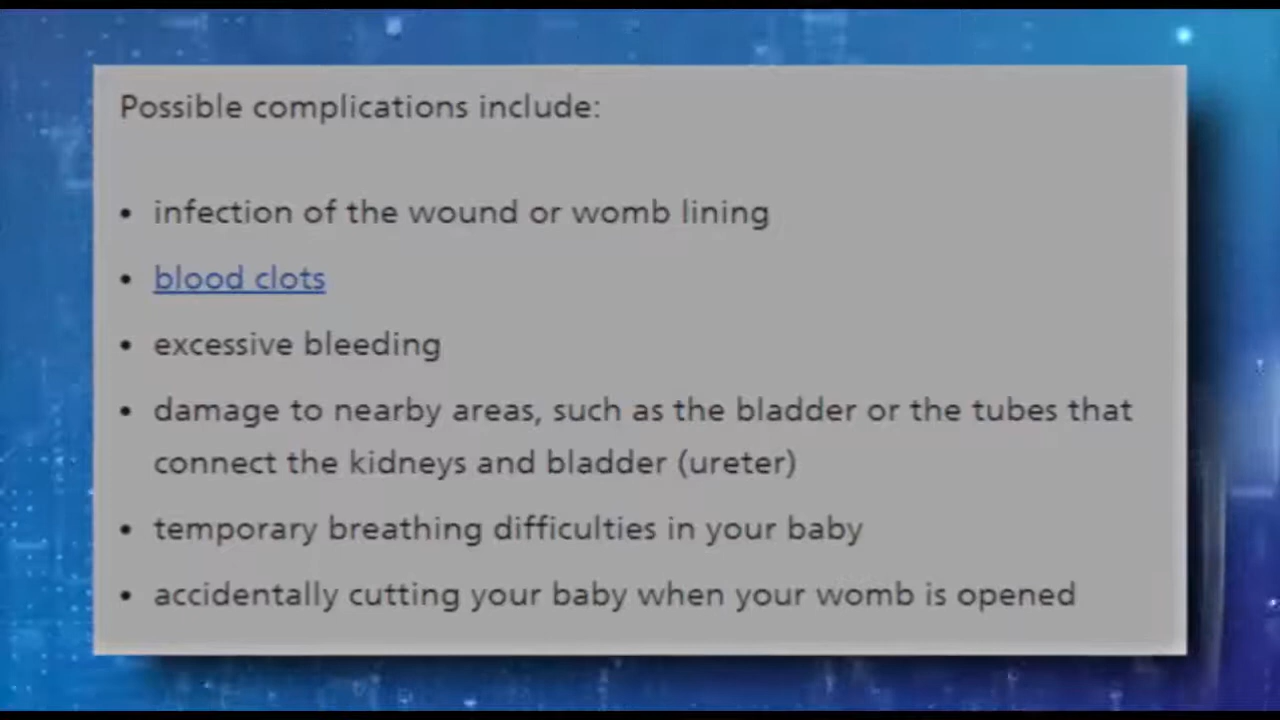 Possible complications include:
• infection of the wound or womb lining
• blood clots
• excessive bleeding
• damage to nearby areas, such as the bladder or the tubes that
connect the kidneys and bladder (ureter)
• temporary breathing difficulties in your baby
• accidentally cutting your baby when your womb is opened